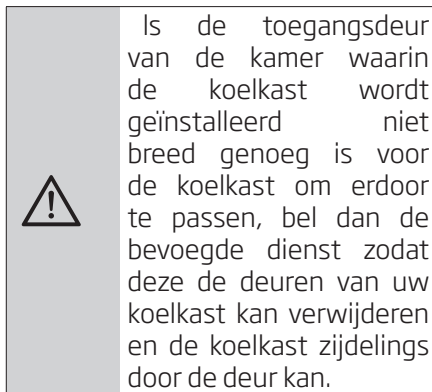 Is de toegangsdeur
van de kamer waarin
de koelkast wordt
geïnstalleerd niet
breed genoeg is voor
de koelkast om erdoor
te passen, bel dan de
bevoegde dienst zodat
deze de deuren van uw
koelkast kan verwijderen
en de koelkast zijdelings
door de deur kan.